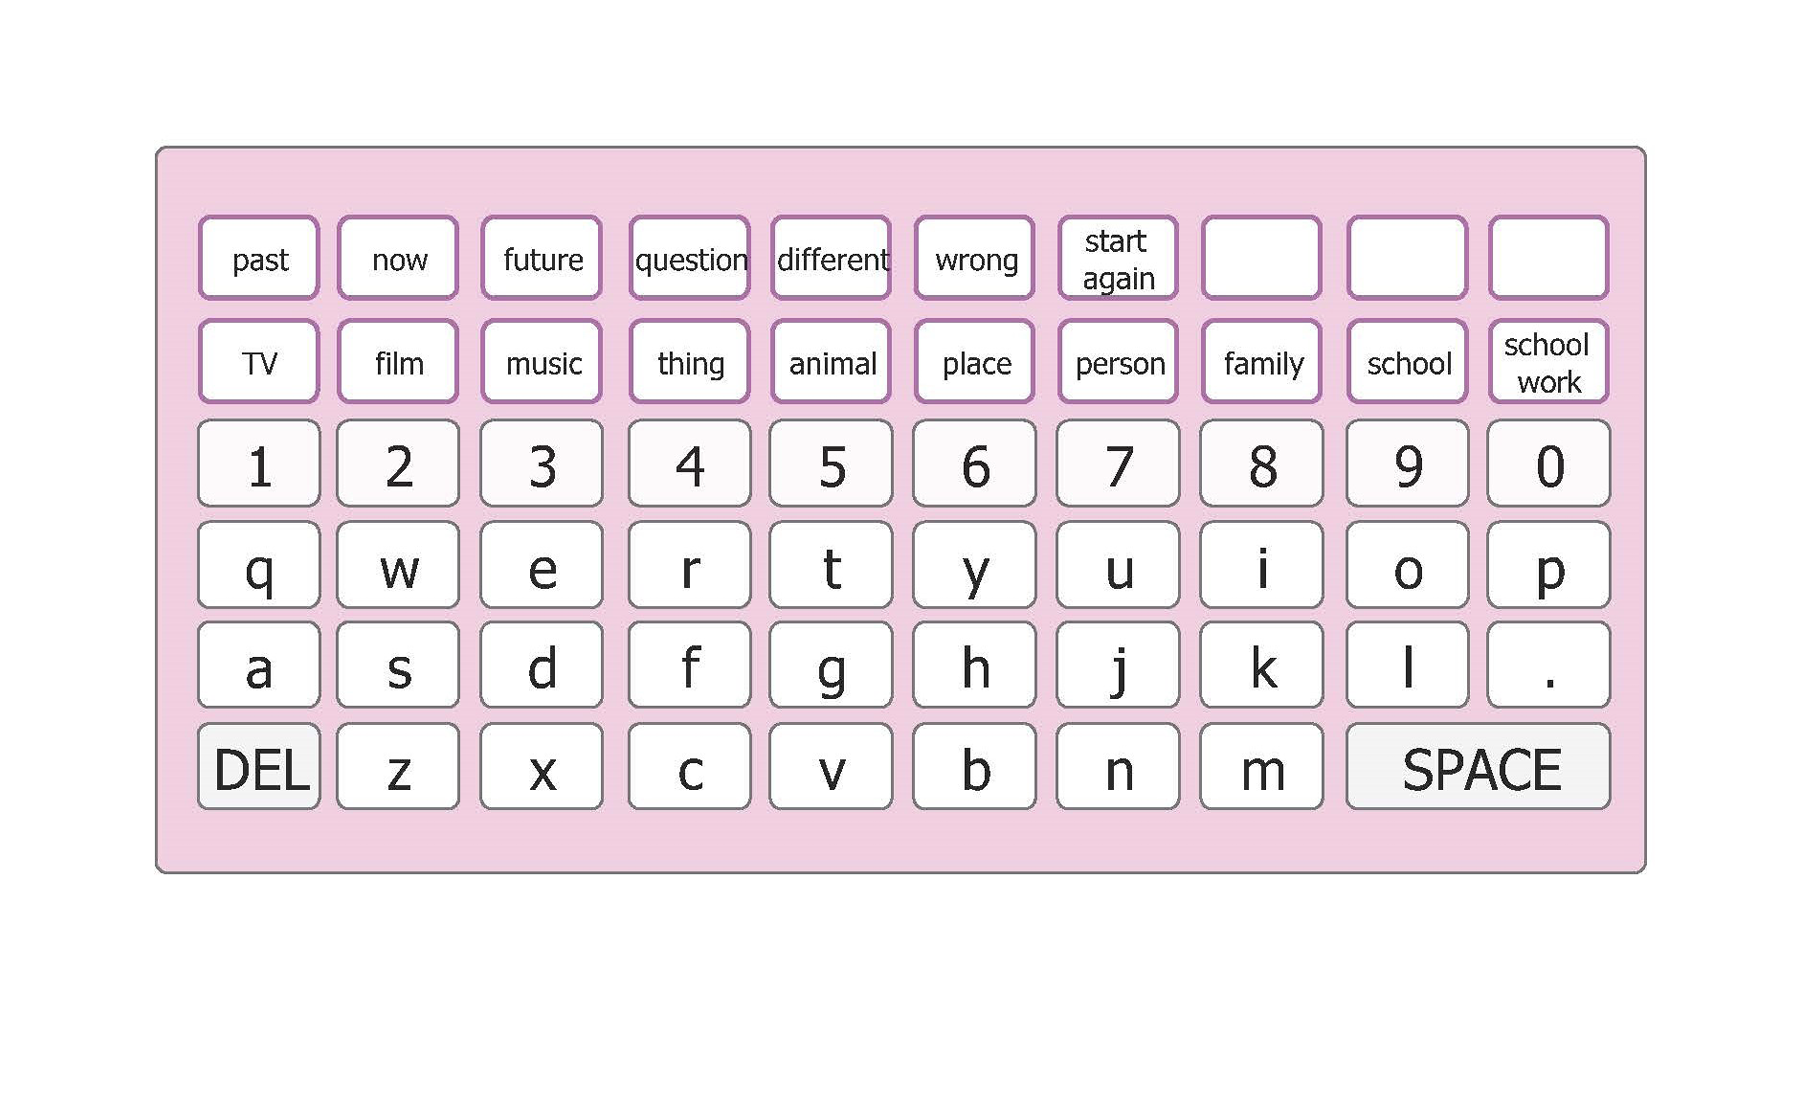 past now future question different wrong start again
TV film music thing animal place person family school school work
1 2 3 4 5 6 7 8 9 0
q w e r t y u i o p
a s d f g h j k l .
DEL z x c v b n m SPACE